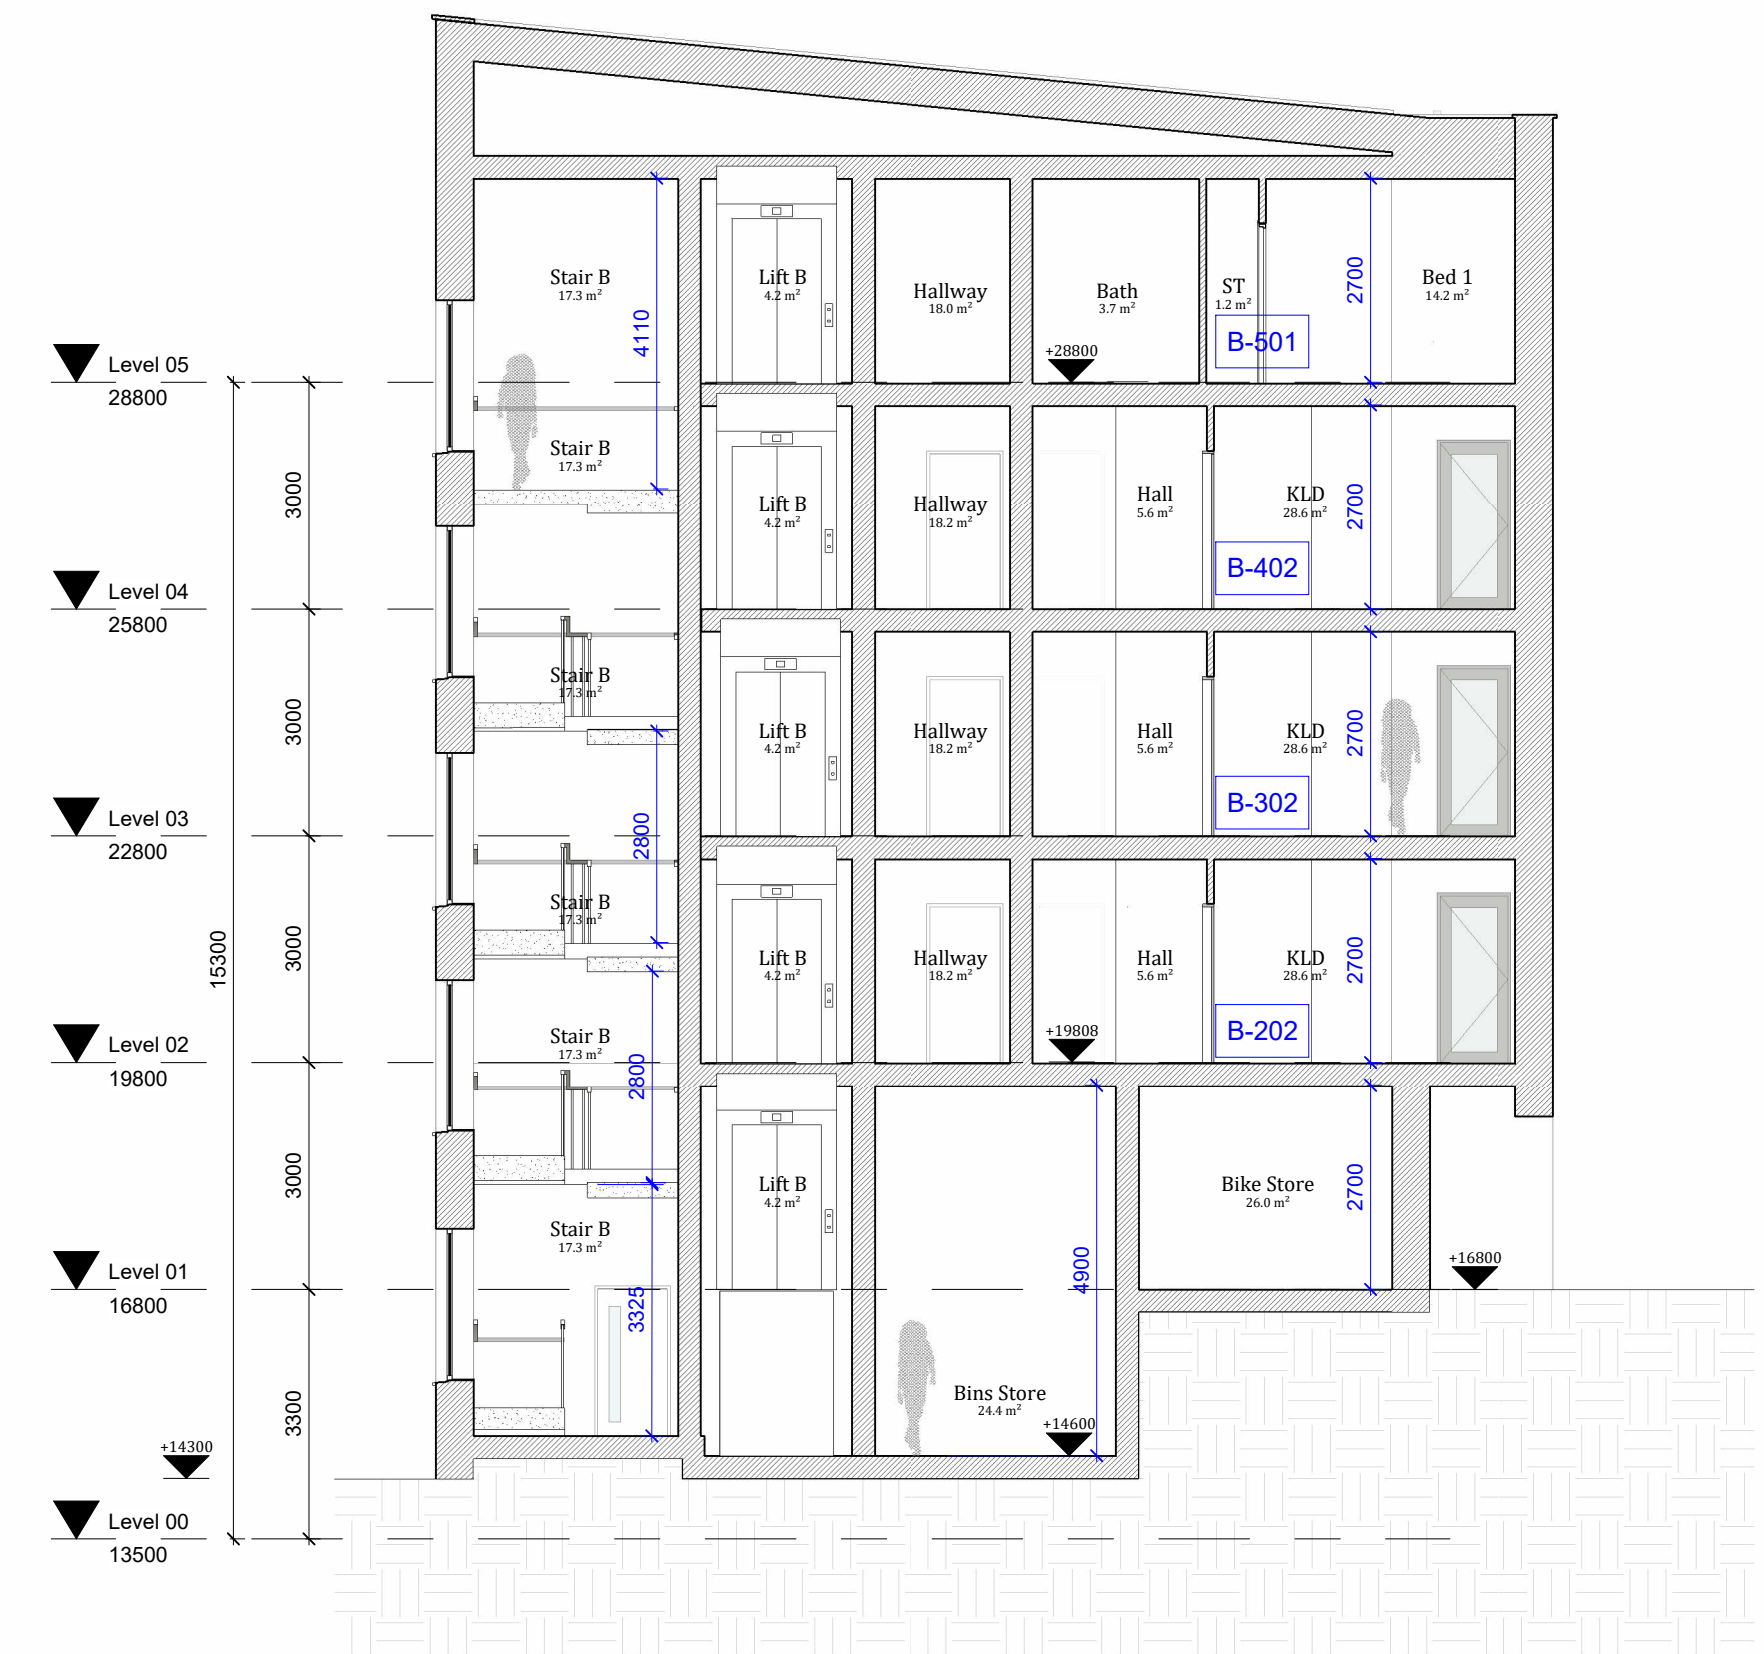 Stair B
17.3 m²
Lift B
4.2 m²
Hallway
18.0 m²
Bath
3.7 m²
ST
1.2 m²
2700
Bed 1
14.2 m²
4110
B-501
+28800
Level 05
28800
Stair B
17.3 m²
3000
Lift B
4.2 m²
Hallway
18.2 m²
Hall
5.6 m²
KLD
28.6 m²
2700
B-402
Level 04
25800
Stair B
17.3 m²
3000
Lift B
4.2 m²
Hallway
18.2 m²
Hall
5.6 m²
KLD
28.6 m²
2700
B-302
Level 03
22800
2800
Stair B
17.3 m²
15300
3000
Lift B
4.2 m²
Hallway
18.2 m²
Hall
5.6 m²
KLD
28.6 m²
2700
B-202
+19808
Stair B
17.3 m²
Level 02
19800
2800
3000
Lift B
4.2 m²
Bike Store
26.0 m²
2700
Stair B
17.3 m²
4900
+16800
Level 01
16800
3325
3300
Bins Store
24.4 m²
+14600
+14300
Level 00
13500